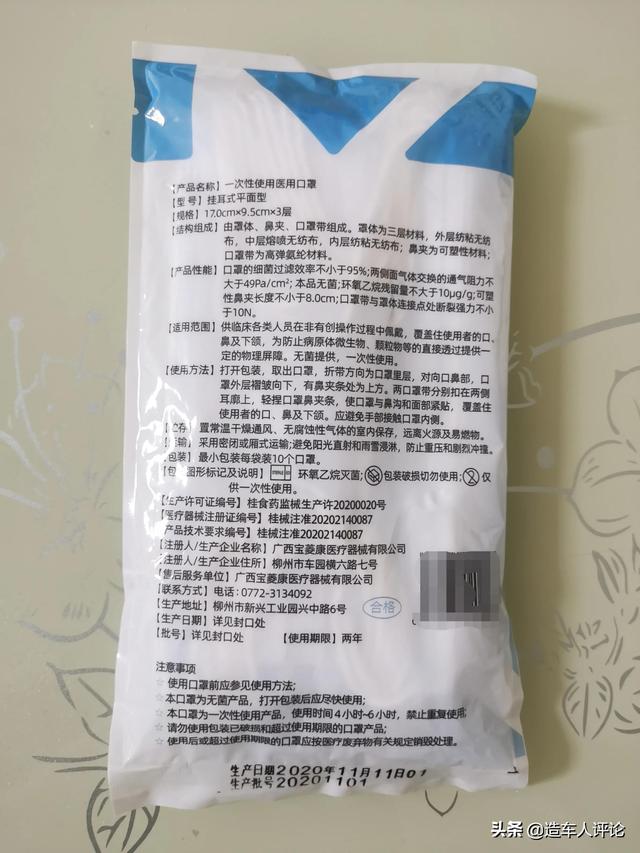 【产品名称】一次性使用医用口罩
【型 号】挂耳式平面型
【规格】17.0cm×9.5cm×3层
【结构组成】由罩体、鼻夹、口罩带组成。罩体为三层材料，外层纺粘无纺
布，中层熔喷无纺布，内层纺粘无纺布；鼻夹为可塑性材料；
口罩带为高弹氨纶材料。
【产品性能】口罩的细菌过滤效率不小于95%；两侧面气体交换的通气阻力不
大于49Pa/cm²；本品无菌；环氧乙烷残留量不大于10μg/g；可塑
性鼻夹长度不小于8.0cm；口罩带与罩体连接点处断裂强力不小
于10N。
【适用范围】供临床各类人员在非有创操作过程中佩戴，覆盖住使用者的口、
鼻及下颌，为防止病原体微生物、颗粒物等的直接透过提供一
定的物理屏障。无菌提供，一次性使用。
【使用方法】打开包装，取出口罩，折带方向为口罩里层，对向口鼻部，口
罩外层褶皱向下，有鼻夹条处为上方。两口罩带分别扣在两侧
耳廓上，轻捏口罩鼻夹条，使口罩与鼻沟和面部紧贴，覆盖住
使用者的口、鼻及下颌。应避免手部接触口罩内侧。
【贮存】置常温干燥通风、无腐蚀性气体的室内保存，远离火源及易燃物。
【运输】采用密闭或厢式运输；避免阳光直射和雨雪浸淋，防止重压和剧烈冲撞。
【包装】最小包装每袋装10个口罩。
【包 图形标记及说明】环氧乙烷灭菌；包装破损切勿使用；仅
供一次性使用。
【生产许可证编号】桂食药监械生产许20200020号
【医疗器械注册证编号】桂械注准20202140087
【产品技术要求编号】桂械注准20202140087
【注册人/生产企业名称】广西宝菱康医疗器械有限公司
【注册人/生产企业住所】柳州市车园横六路七号
【售后服务单位】广西宝菱康医疗器械有限公司
【联系方式】电话：0772-3134092
【生产地址】柳州市新兴工业园兴中路6号
合格
【生产日期】详见封口处
【批号】详见封口处 【使用期限】两年
注意事项
☆ 使用口罩前应参见使用方法；
☆ 本口罩为无菌产品，打开包装后应尽快使用；
☆ 本口罩为一次性使用产品，使用时间4小时~6小时，禁止重复使用；
☆ 请勿使用包装已破损和超过使用期限的口罩产品；
☆ 使用后或超过使用期限的口罩应按医疗废弃物有关规定销毁处理。
生产日期2020年11月11日01
生产批号20201101
头条 @造车人评论